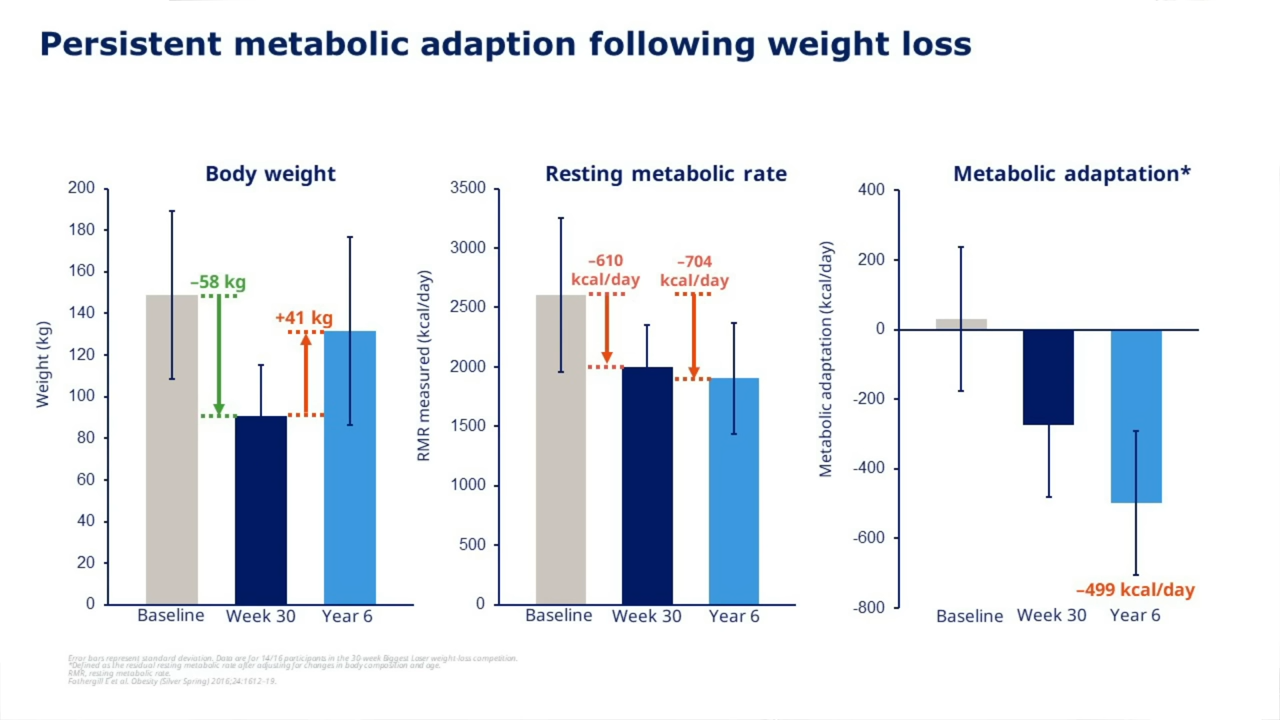 Persistent metabolic adaption following weight loss
Body weight
Weight (kg)
200
180
160
140
120
100
80
60
40
20
0
–58 kg
+41 kg
Baseline
Week 30
Year 6
Resting metabolic rate
RMR measured (kcal/day)
3500
3000
2500
2000
1500
1000
500
0
–610
kcal/day
–704
kcal/day
Baseline
Week 30
Year 6
Metabolic adaptation*
Metabolic adaptation (kcal/day)
400
200
0
-200
-400
-600
-800
–499 kcal/day
Baseline
Week 30
Year 6
Error bars represent standard deviation. Data are for 14/16 participants in the 30-week Biggest Loser weight-loss competition.
*Defined as the residual resting metabolic rate after adjusting for changes in body composition and age.
RMR, resting metabolic rate.
Fothergill E et al. Obesity (Silver Spring) 2016;24:1612–19.